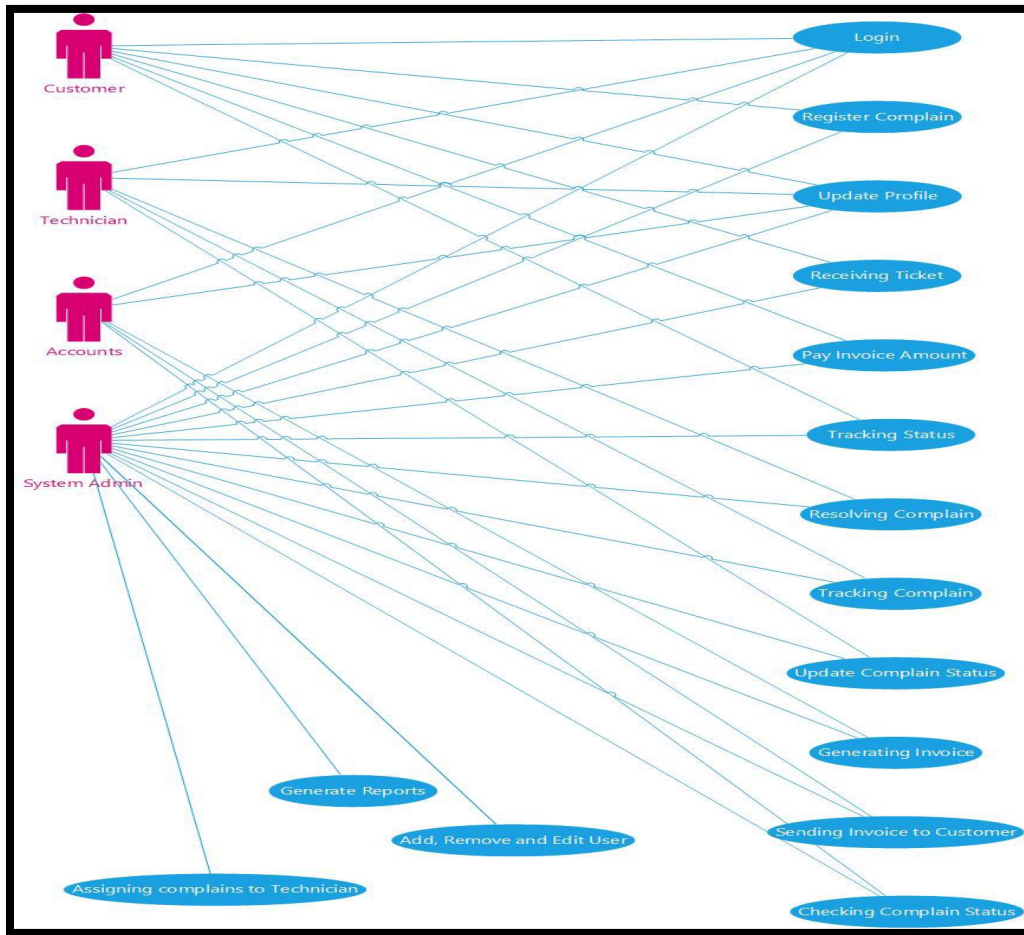 Customer
Technician
Accounts
System Admin
Login
Register Complain
Update Profile
Receiving Ticket
Pay Invoice Amount
Tracking Status
Resolving Complain
Tracking Complain
Update Complain Status
Generating Invoice
Sending Invoice to Customer
Checking Complain Status
Generate Reports
Add, Remove and Edit User
Assigning complains to Technician